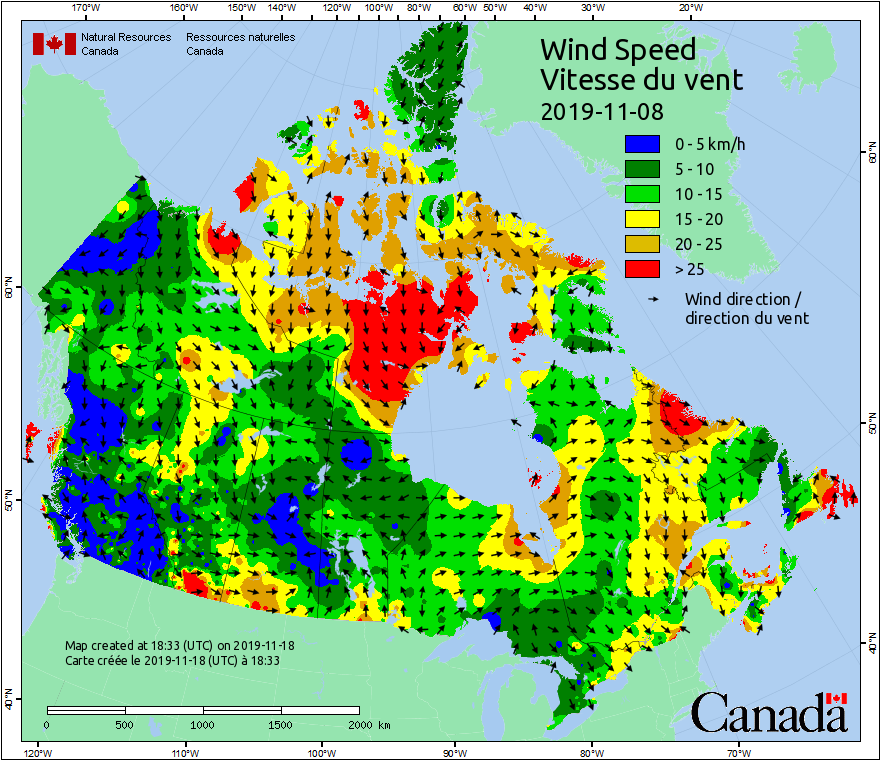 170°W 160°W 150°W 140°W 130°W 120°W 110°W 100°W 90°W 80°W 70°W 60°W 50°W 40°W 30°W 20°W
Natural Resources Canada
Ressources naturelles Canada
Wind Speed
Vitesse du vent
2019-11-08
0 - 5 km/h
5 - 10
10 - 15
15 - 20
20 - 25
> 25
Wind direction /
direction du vent
60°N
50°N
40°N
60°N
50°N
40°N
Map created at 18:33 (UTC) on 2019-11-18
Carte créée le 2019-11-18 (UTC) à 18:33
0 500 1000 1500 2000 km
Canada
120°W 110°W 100°W 90°W 80°W 70°W